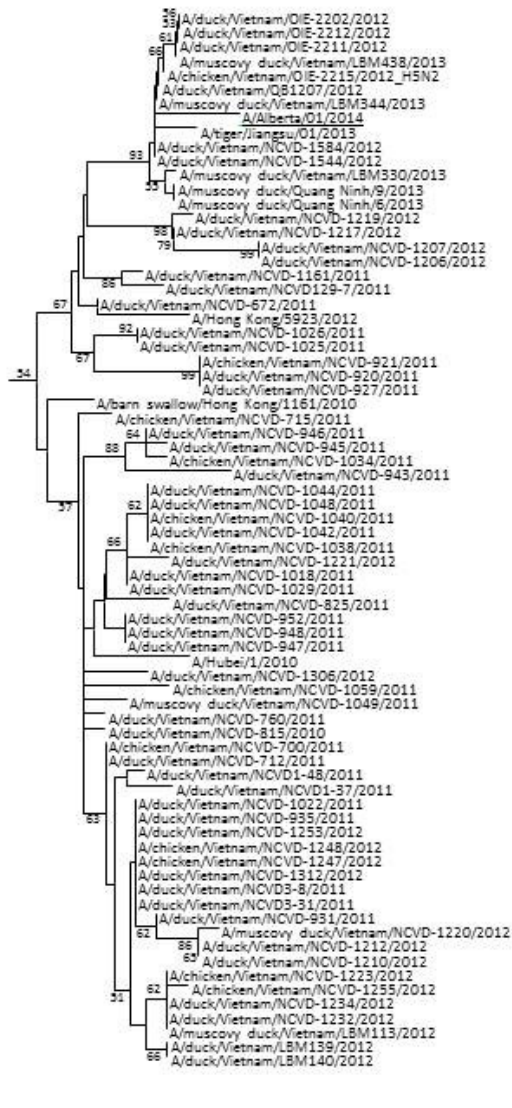 56
53 A/duck/Vietnam/OIE-2202/2012
A/duck/Vietnam/OIE-2212/2012
61 A/duck/Vietnam/OIE-2211/2012
66 A/muscovy duck/Vietnam/LBM438/2013
A/chicken/Vietnam/OIE-2215/2012_H5N2
A/duck/Vietnam/QB1207/2012
A/muscovy duck/Vietnam/LBM344/2013
A/Alberta/01/2014
A/tiger/Jiangsu/01/2013
93 A/duck/Vietnam/NCVD-1584/2012
A/duck/Vietnam/NCVD-1544/2012
A/muscovy duck/Vietnam/LBM330/2013
55 A/muscovy duck/Quang Ninh/9/2013
A/muscovy duck/Quang Ninh/6/2013
A/duck/Vietnam/NCVD-1219/2012
98 A/duck/Vietnam/NCVD-1217/2012
79 A/duck/Vietnam/NCVD-1207/2012
99 A/duck/Vietnam/NCVD-1206/2012
A/duck/Vietnam/NCVD-1161/2011
86 A/duck/Vietnam/NCVD129-7/2011
67 A/duck/Vietnam/NCVD-672/2011
A/Hong Kong/5923/2012
92 A/duck/Vietnam/NCVD-1026/2011
A/duck/Vietnam/NCVD-1025/2011
67 A/chicken/Vietnam/NCVD-921/2011
54 99 A/duck/Vietnam/NCVD-920/2011
A/duck/Vietnam/NCVD-927/2011
A/barn swallow/Hong Kong/1161/2010
A/chicken/Vietnam/NCVD-715/2011
64 A/duck/Vietnam/NCVD-946/2011
88 A/duck/Vietnam/NCVD-945/2011
A/chicken/Vietnam/NCVD-1034/2011
A/duck/Vietnam/NCVD-943/2011
A/duck/Vietnam/NCVD-1044/2011
57 62 A/duck/Vietnam/NCVD-1048/2011
A/chicken/Vietnam/NCVD-1040/2011
A/duck/Vietnam/NCVD-1042/2011
66 A/chicken/Vietnam/NCVD-1038/2011
A/duck/Vietnam/NCVD-1221/2012
A/duck/Vietnam/NCVD-1018/2011
A/duck/Vietnam/NCVD-1029/2011
A/duck/Vietnam/NCVD-825/2011
A/duck/Vietnam/NCVD-952/2011
A/duck/Vietnam/NCVD-948/2011
A/duck/Vietnam/NCVD-947/2011
A/Hubei/1/2010
A/duck/Vietnam/NCVD-1306/2012
A/chicken/Vietnam/NCVD-1059/2011
A/muscovy duck/Vietnam/NCVD-1049/2011
A/duck/Vietnam/NCVD-760/2011
A/duck/Vietnam/NCVD-815/2010
A/chicken/Vietnam/NCVD-700/2011
A/duck/Vietnam/NCVD-712/2011
A/duck/Vietnam/NCVD1-48/2011
A/duck/Vietnam/NCVD1-37/2011
A/duck/Vietnam/NCVD-1022/2011
63 A/duck/Vietnam/NCVD-935/2011
A/duck/Vietnam/NCVD-1253/2012
A/chicken/Vietnam/NCVD-1248/2012
A/chicken/Vietnam/NCVD-1247/2012
A/duck/Vietnam/NCVD-1312/2012
A/duck/Vietnam/NCVD3-8/2011
A/duck/Vietnam/NCVD3-31/2011
A/duck/Vietnam/NCVD-931/2011
62 A/muscovy duck/Vietnam/NCVD-1220/2012
86 A/duck/Vietnam/NCVD-1212/2012
65 A/duck/Vietnam/NCVD-1210/2012
A/chicken/Vietnam/NCVD-1223/2012
62 A/chicken/Vietnam/NCVD-1255/2012
51 A/duck/Vietnam/NCVD-1234/2012
A/duck/Vietnam/NCVD-1232/2012
A/muscovy duck/Vietnam/LBM113/2012
A/duck/Vietnam/LBM139/2012
66 A/duck/Vietnam/LBM140/2012